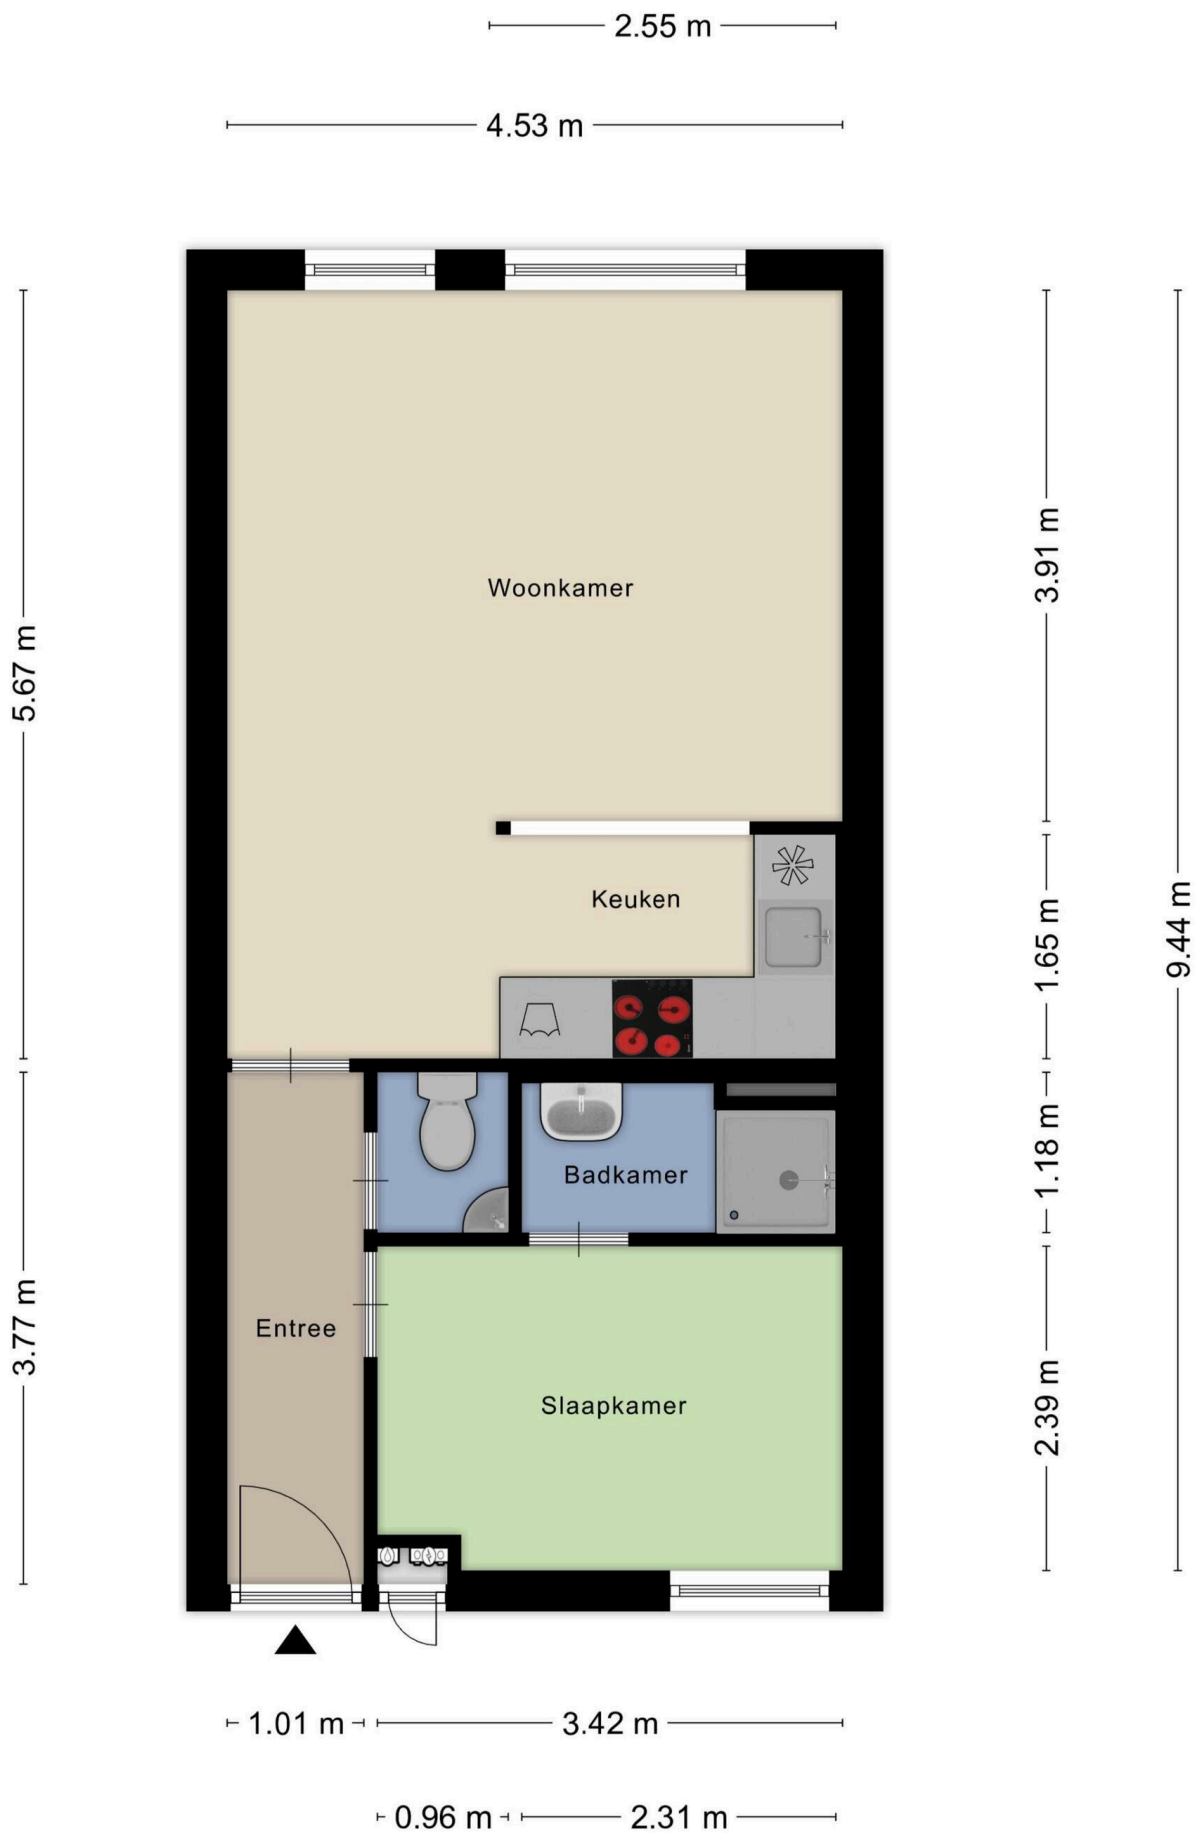 2.55 m
4.53 m
5.67 m
3.91 m
Woonkamer
Keuken
1.65 m
9.44 m
1.18 m
Badkamer
3.77 m
Entree
Slaapkamer
2.39 m
1.01 m
3.42 m
0.96 m
2.31 m